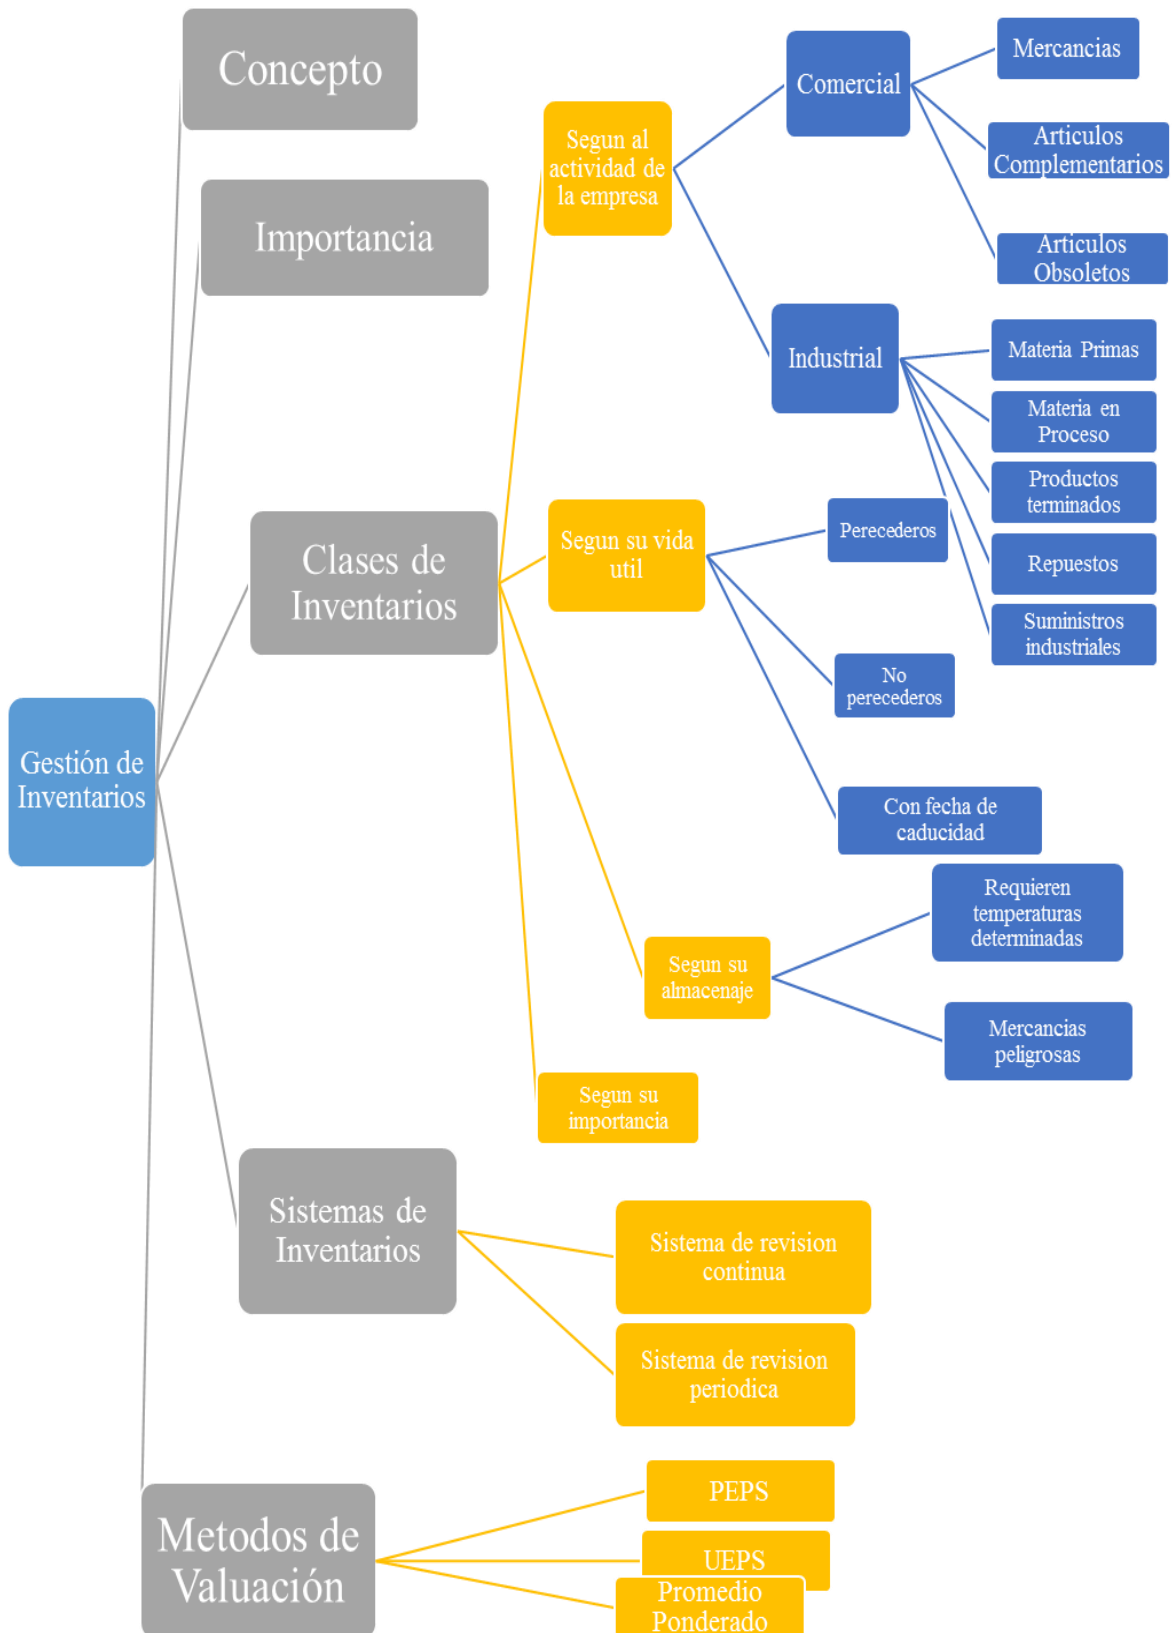 Concepto
Importancia
Clases de
Inventarios
Gestión de
Inventarios
Sistemas de
Inventarios
Metodos de
Valuación
Segun al
actividad de
la empresa
Segun su vida
util
Segun su
almacenaje
Segun su
importancia
Sistema de revision
continua
Sistema de revision
periodica
PEPS
UEPS
Promedio
Ponderado
Comercial
Industrial
Mercancias
Articulos
Complementarios
Articulos
Obsoletos
Materia Primas
Materia en
Proceso
Productos
terminados
Repuestos
Suministros
industriales
Perecederos
No
perecederos
Con fecha de
caducidad
Requieren
temperaturas
determinadas
Mercancias
peligrosas